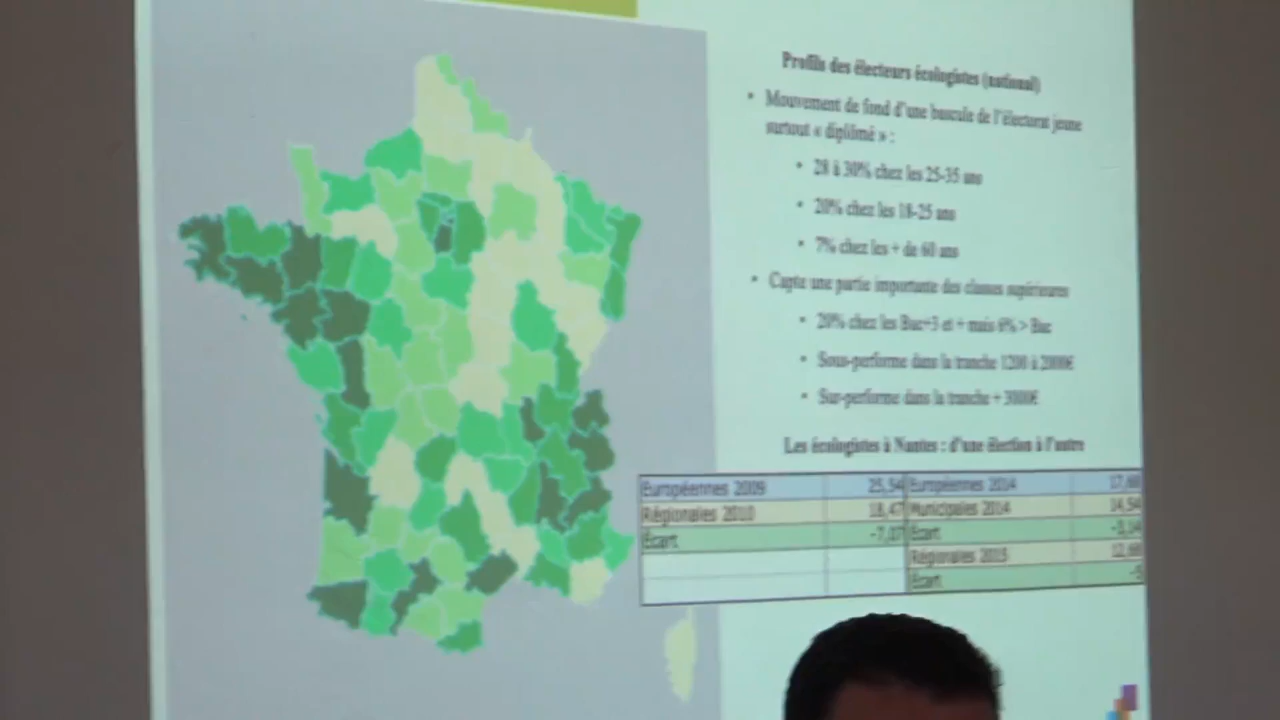 Profils des électeurs écologistes (national)
• Mouvement de fond d'une bascule de l'électorat jeune
surtout « diplômé » :
• 28 à 30% chez les 25-35 ans
• 20% chez les 18-25 ans
• 7% chez les + de 60 ans
• Capte une partie importante des classes supérieures
• 20% chez les Bac+3 et + mais 6% > Bac
• Sous-performe dans la tranche 1200 à 2000€
• Sur-performe dans la tranche + 3000€
Les écologistes à Nantes : d'une élection à l'autre
Européennes 2009 25,54 Européennes 2014
Régionales 2010 18,47 Municipales 2014 14,54
Écart -7,07 Écart -3,14
Régionales 2015
Écart